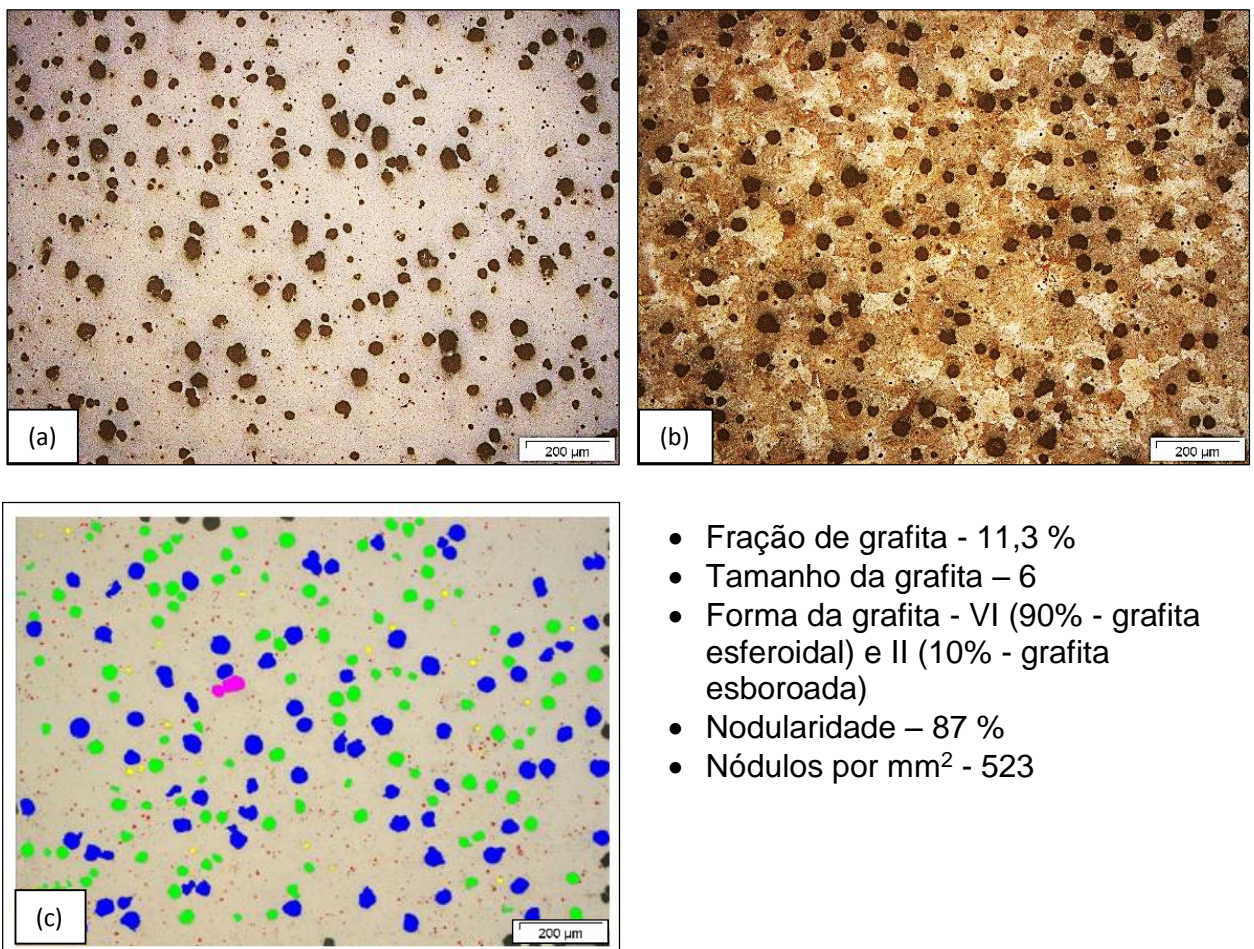 (a)
200 µm
(b)
200 µm
(c)
200 µm
• Fração de grafita - 11,3 %
• Tamanho da grafita – 6
• Forma da grafita - VI (90% - grafita
esferoidal) e II (10% - grafita
esboroada)
• Nodularidade – 87 %
• Nódulos por mm² - 523